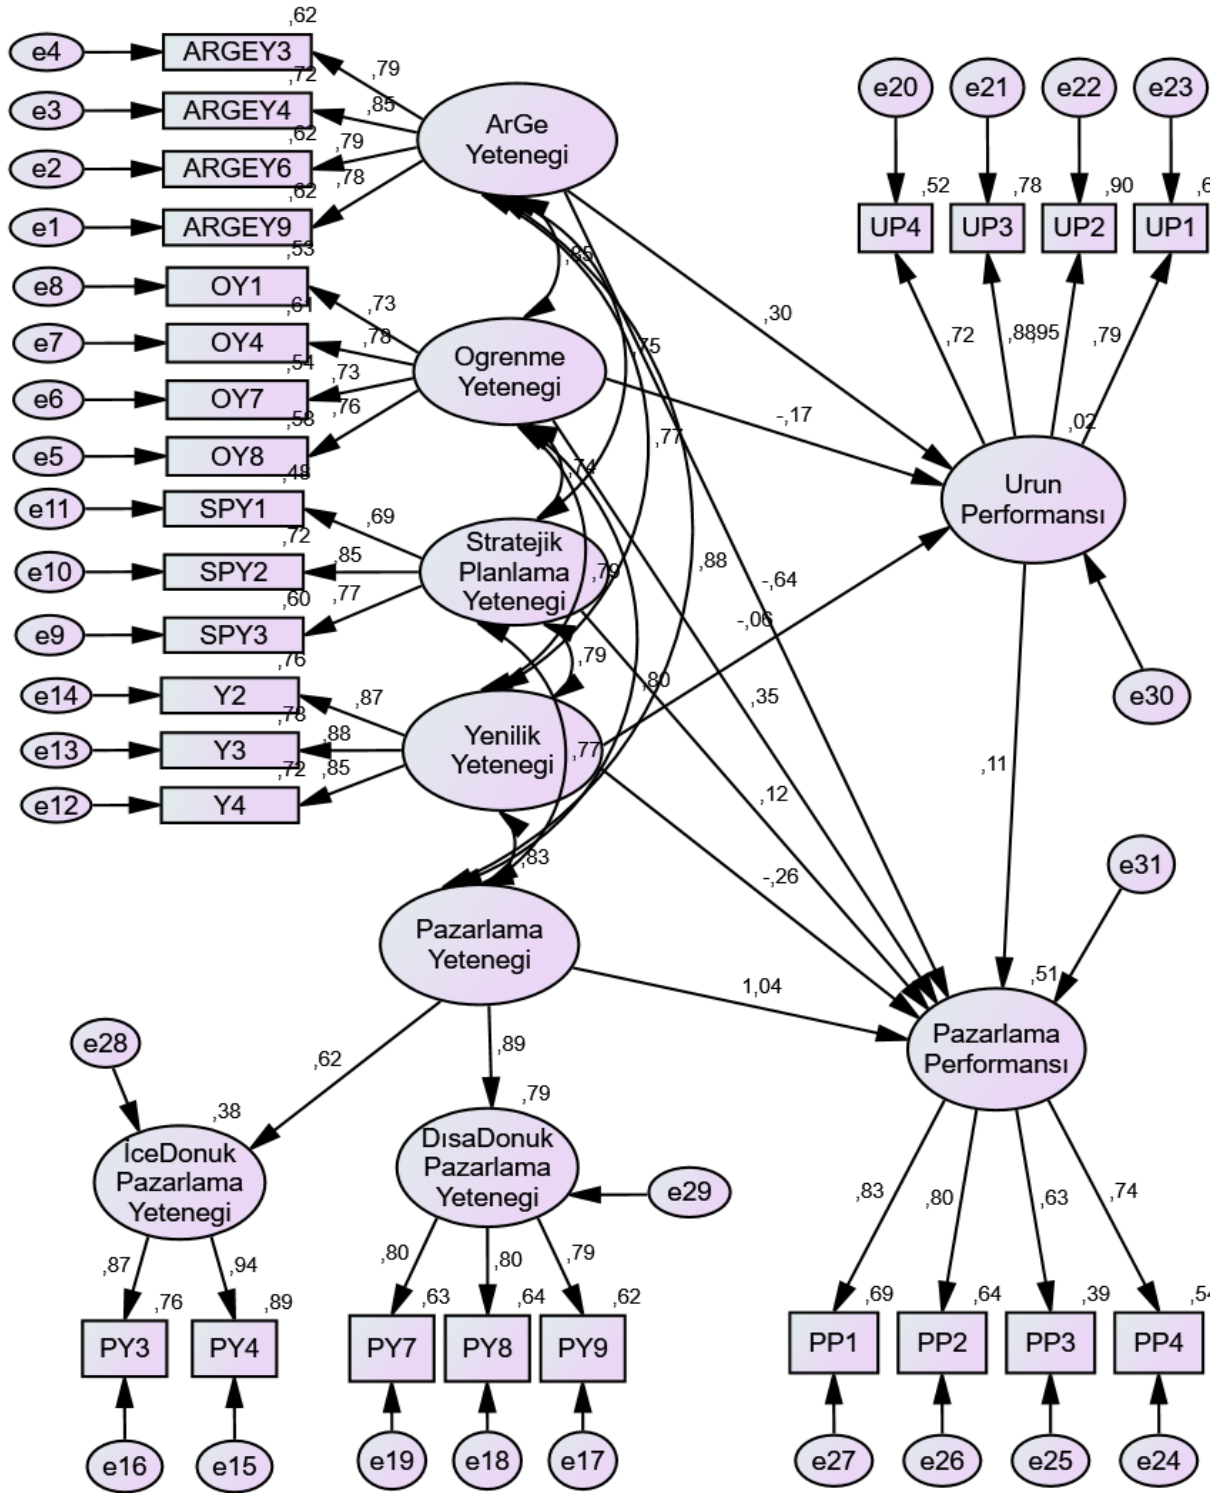 ,62
e4
ARGEY3
,79
,72
e3
ARGEY4
,85
,62
e2
ARGEY6
,79
,62
e1
ARGEY9
,78
ArGe
Yetenegi
e20
e21
e22
e23
,52
,78
,90
UP4
UP3
UP2
UP1
,53
e8
OY1
,73
,61
e7
OY4
,78
,54
e6
OY7
,73
,58
e5
OY8
,76
Ogrenme
Yetenegi
,85
,75
,77
,74
,30
-,17
,72
,88
,95
,79
,02
Urun
Performansı
e30
,48
e11
SPY1
,69
,72
e10
SPY2
,85
,60
e9
SPY3
,77
Stratejik
Planlama
Yetenegi
,79
,88
-,64
-,06
,79
,80
,35
,76
e14
Y2
,87
,78
e13
Y3
,88
,72
e12
Y4
,85
Yenilik
Yetenegi
,77
,12
,11
,83
-,26
e31
Pazarlama
Yetenegi
1,04
,51
Pazarlama
Performansı
e28
,62
,89
,38
,79
İceDonuk
Pazarlama
Yetenegi
DısaDonuk
Pazarlama
Yetenegi
e29
,83
,80
,63
,74
,87
,94
,80
,80
,79
,76
,89
,63
,64
,62
,69
,64
,39
PY3
PY4
PY7
PY8
PY9
PP1
PP2
PP3
PP4
e16
e15
e19
e18
e17
e27
e26
e25
e24